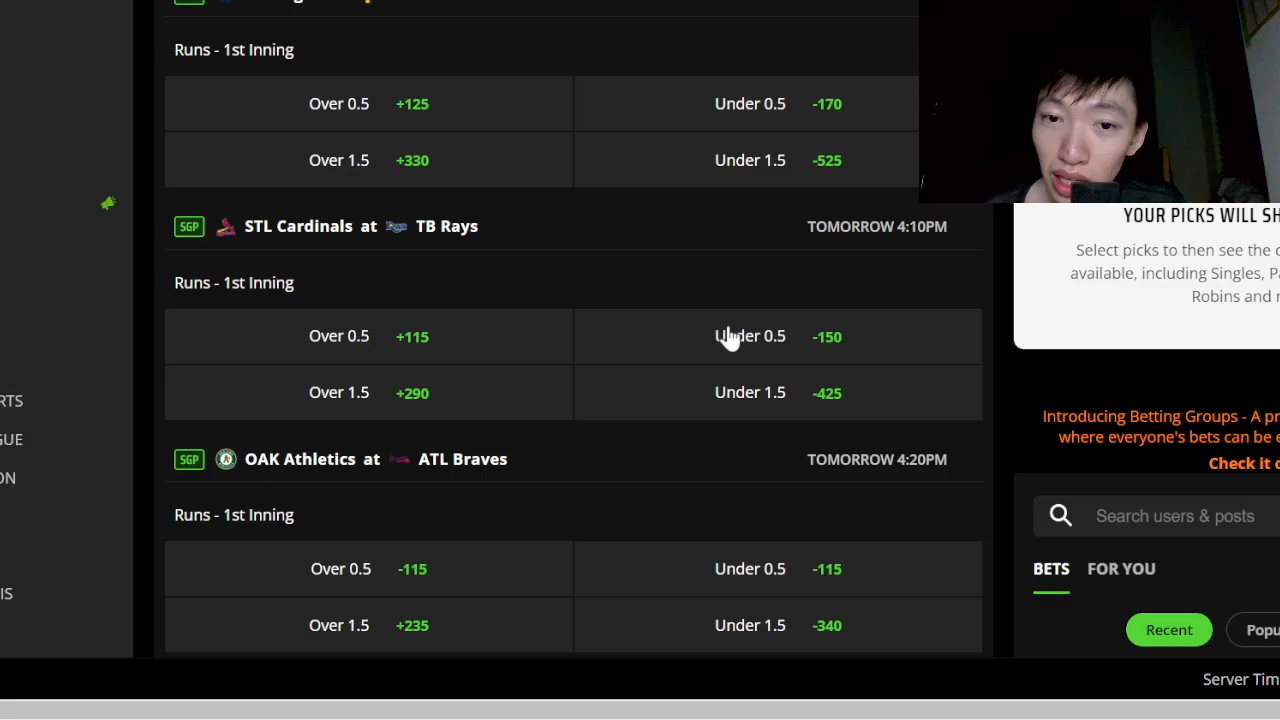 Runs - 1st Inning
Over 0.5 +125 Under 0.5 -170
Over 1.5 +330 Under 1.5 -525
SGP STL Cardinals at TB Rays TOMORROW 4:10PM
Runs - 1st Inning
Over 0.5 +115 Under 0.5 -150
Over 1.5 +290 Under 1.5 -425
SGP OAK Athletics at ATL Braves TOMORROW 4:20PM
Runs - 1st Inning
Over 0.5 -115 Under 0.5 -115
Over 1.5 +235 Under 1.5 -340
RTS
GUE
ON
IS
YOUR PICKS WILL SH
Select picks to then see the
available, including Singles, Pa
Robins and
Introducing Betting Groups - A pr
where everyone's bets can be e
Check it
Search users & posts
BETS FOR YOU
Recent Popu
Server Tim